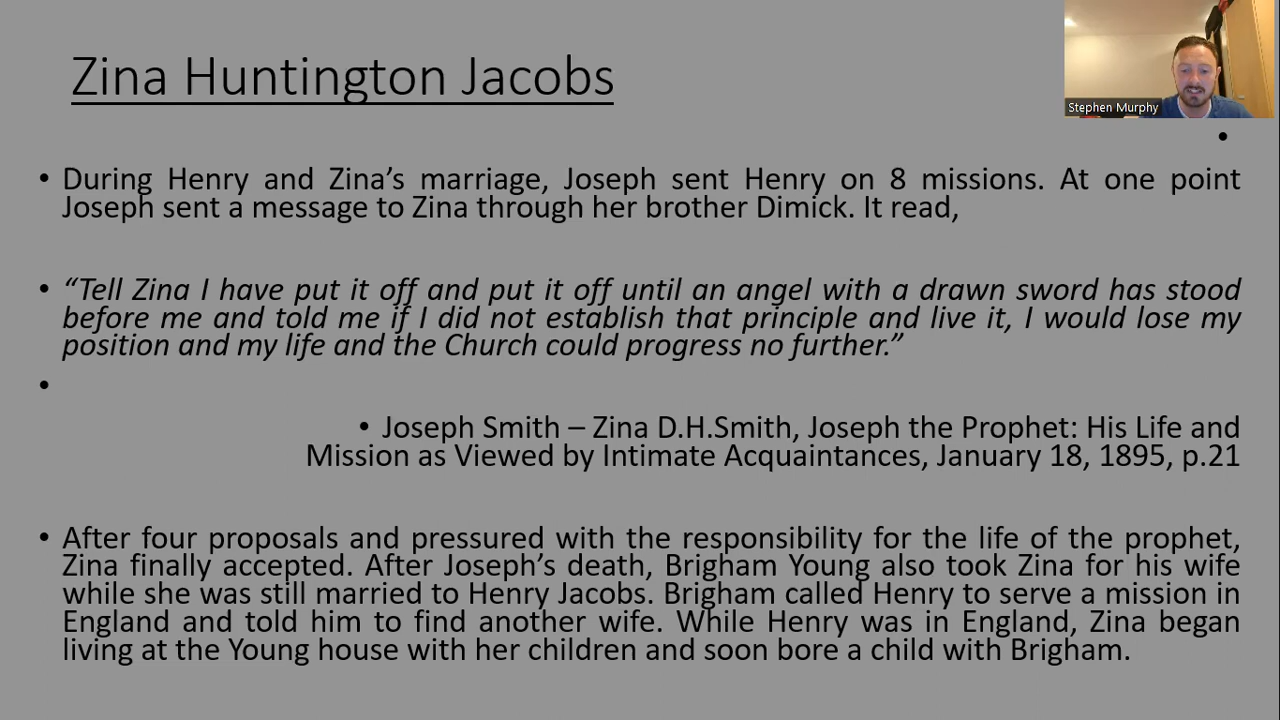 Zina Huntington Jacobs
Stephen Murphy
•
• During Henry and Zina’s marriage, Joseph sent Henry on 8 missions. At one point
Joseph sent a message to Zina through her brother Dimick. It read,
• “Tell Zina I have put it off and put it off until an angel with a drawn sword has stood
before me and told me if I did not establish that principle and live it, I would lose my
position and my life and the Church could progress no further.”
•
• Joseph Smith – Zina D.H.Smith, Joseph the Prophet: His Life and
Mission as Viewed by Intimate Acquaintances, January 18, 1895, p.21
• After four proposals and pressured with the responsibility for the life of the prophet,
Zina finally accepted. After Joseph’s death, Brigham Young also took Zina for his wife
while she was still married to Henry Jacobs. Brigham called Henry to serve a mission in
England and told him to find another wife. While Henry was in England, Zina began
living at the Young house with her children and soon bore a child with Brigham.